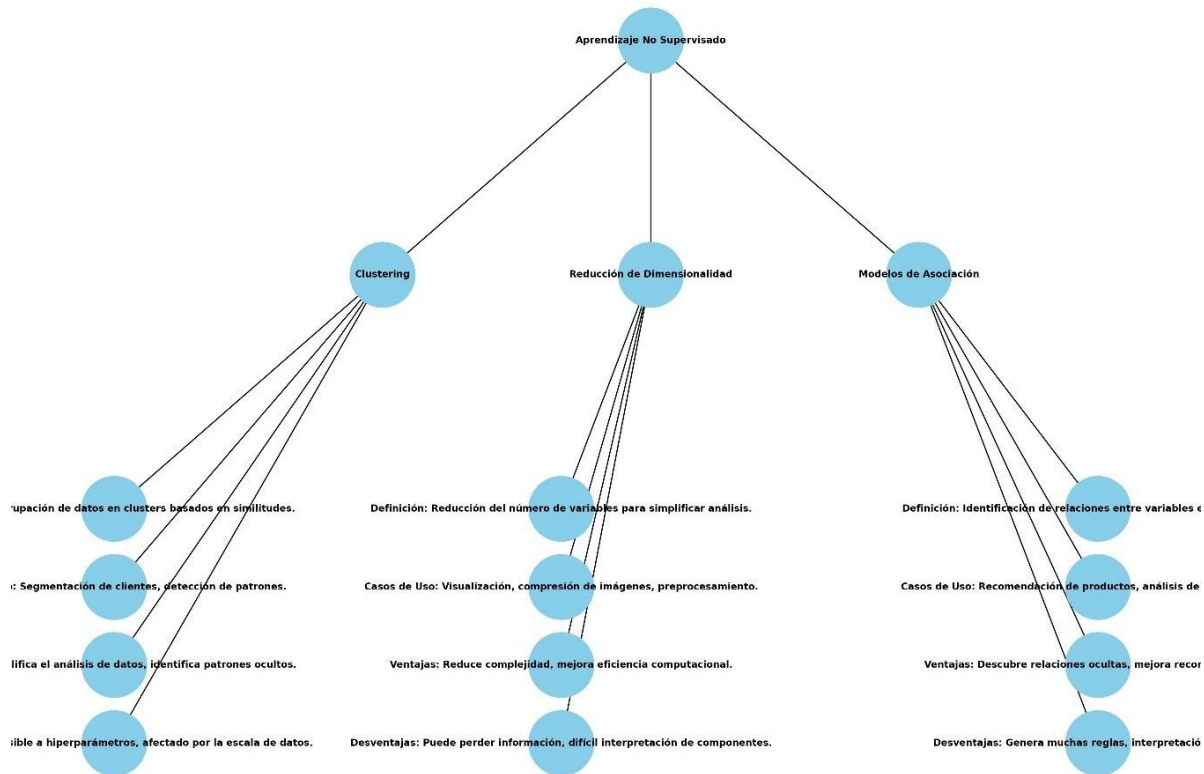 Aprendizaje No Supervisado
Clustering
Reducción de Dimensionalidad
Modelos de Asociación
rupación de datos en clusters basados en similitudes.
Definición: Reducción del número de variables para simplificar análisis.
Definición: Identificación de relaciones entre variables e
o: Segmentación de clientes, detección de patrones.
Casos de Uso: Visualización, compresión de imágenes, preprocesamiento.
Casos de Uso: Recomendación de productos, análisis de
lifica el análisis de datos, identifica patrones ocultos.
Ventajas: Reduce complejidad, mejora eficiencia computacional.
Ventajas: Descubre relaciones ocultas, mejora recor
sible a hiperparámetros, afectado por la escala de datos.
Desventajas: Puede perder información, difícil interpretación de componentes.
Desventajas: Genera muchas reglas, interpretació